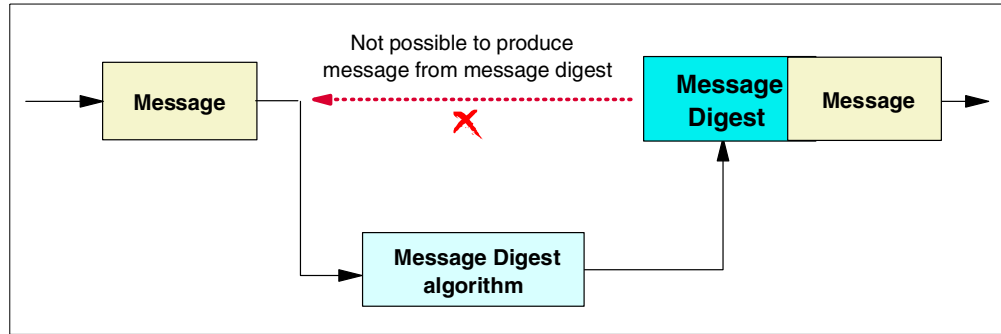 Not possible to produce
message from message digest
Message
Message
Digest
Message
Message Digest
algorithm